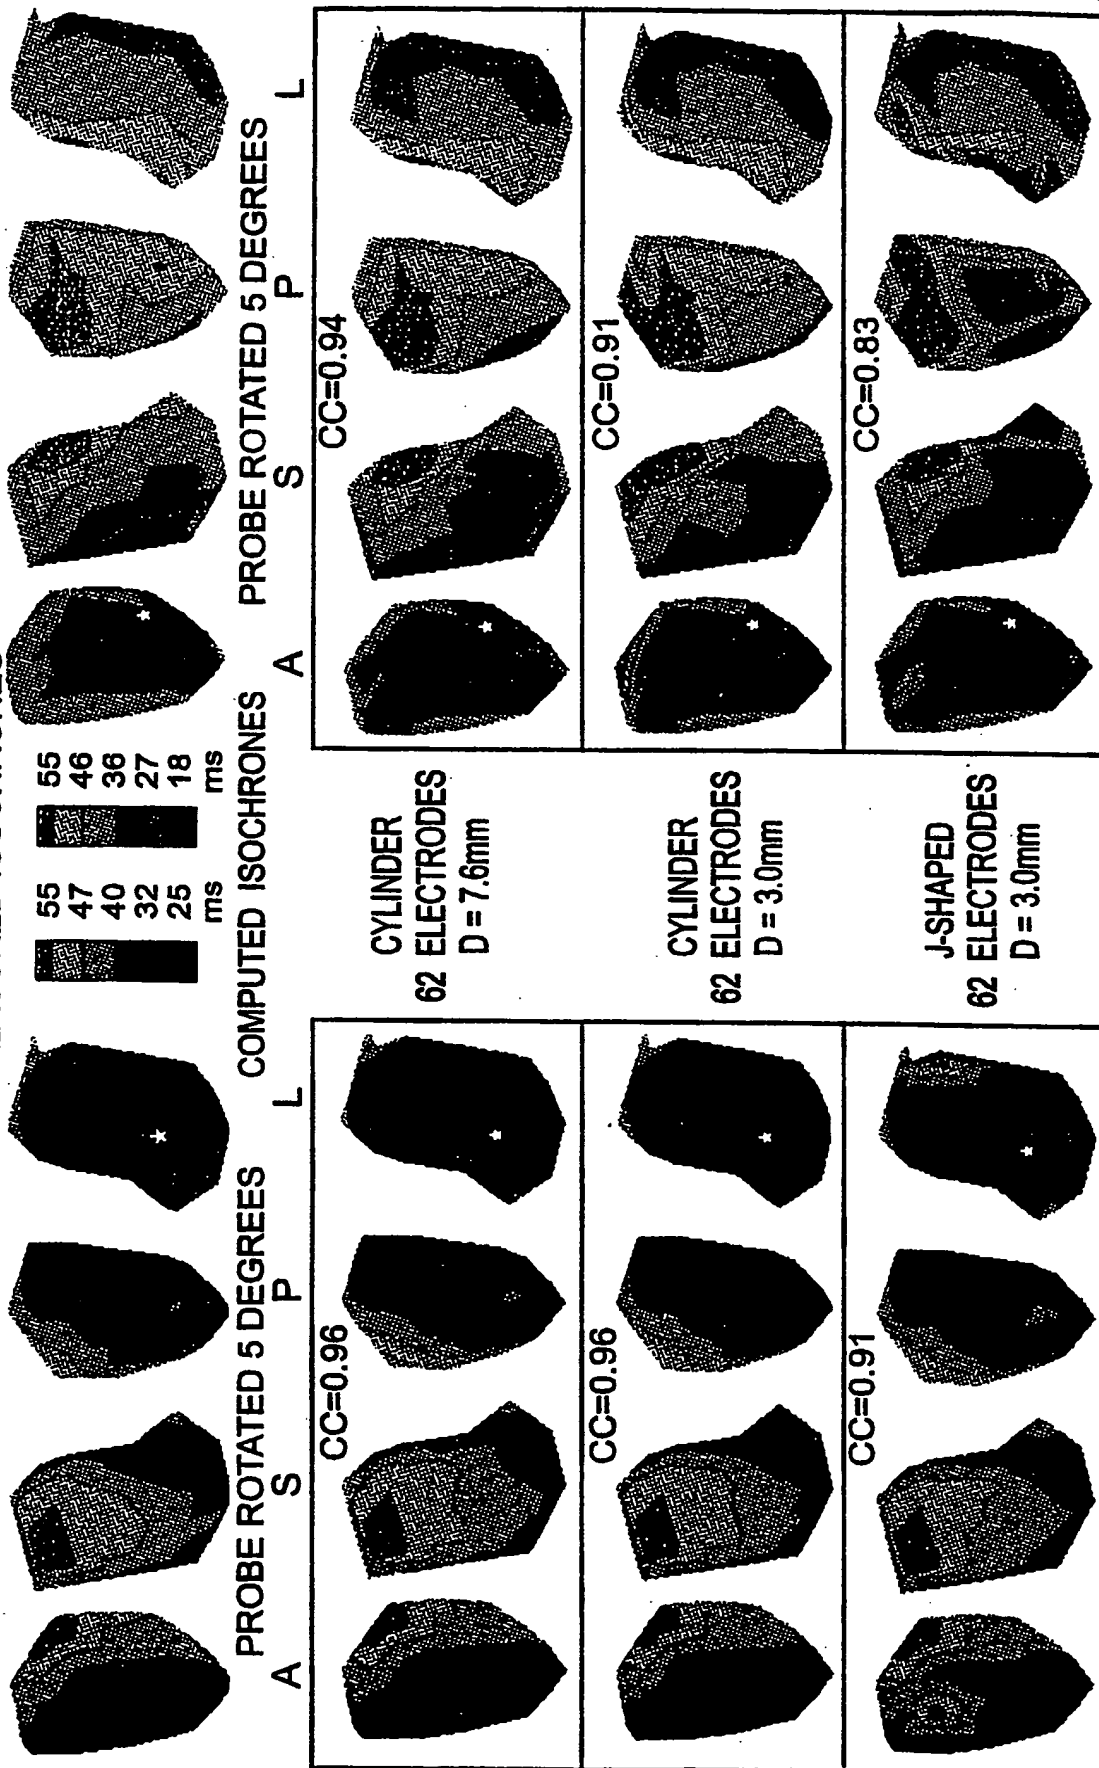 55 55
47 46
40 36
32 27
25 18
ms ms
PROBE ROTATED 5 DEGREES COMPUTED ISOCHRONES PROBE ROTATED 5 DEGREES
A S P L A S P L
CC=0.96 CC=0.94
CYLINDER
62 ELECTRODES
D = 7.6mm
CC=0.96 CC=0.91
CYLINDER
62 ELECTRODES
D = 3.0mm
CC=0.91 CC=0.83
J-SHAPED
62 ELECTRODES
D = 3.0mm